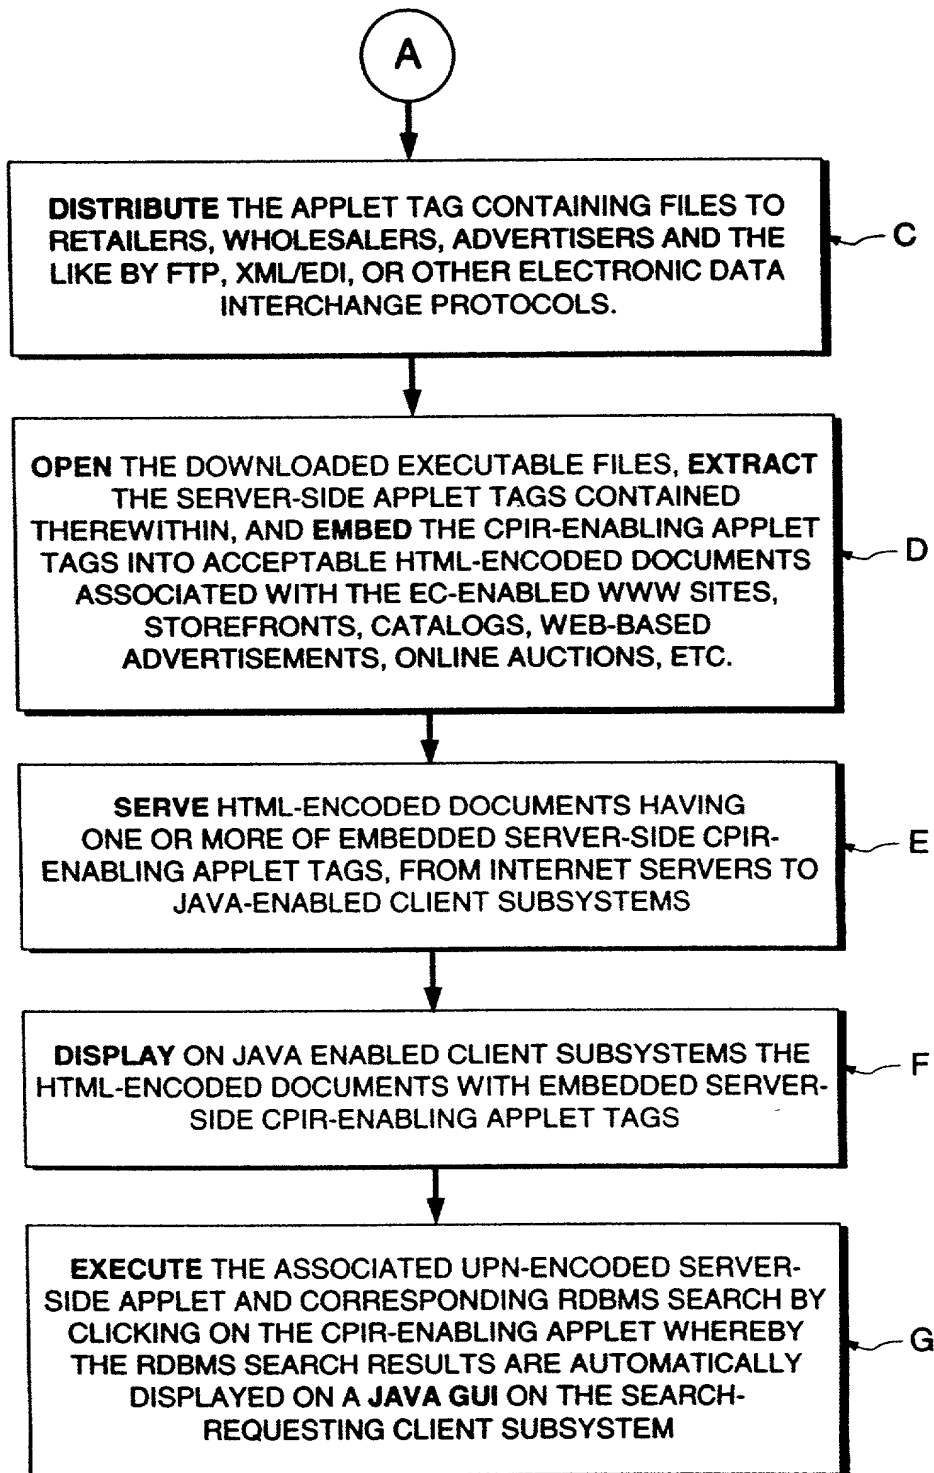 A
DISTRIBUTE THE APPLET TAG CONTAINING FILES TO
RETAILERS, WHOLESALERS, ADVERTISERS AND THE
LIKE BY FTP, XML/EDI, OR OTHER ELECTRONIC DATA
INTERCHANGE PROTOCOLS.
C
OPEN THE DOWNLOADED EXECUTABLE FILES, EXTRACT
THE SERVER-SIDE APPLET TAGS CONTAINED
THEREWITHIN, AND EMBED THE CPIR-ENABLING APPLET
TAGS INTO ACCEPTABLE HTML-ENCODED DOCUMENTS
ASSOCIATED WITH THE EC-ENABLED WWW SITES,
STOREFRONTS, CATALOGS, WEB-BASED
ADVERTISEMENTS, ONLINE AUCTIONS, ETC.
D
SERVE HTML-ENCODED DOCUMENTS HAVING
ONE OR MORE OF EMBEDDED SERVER-SIDE CPIR-
ENABLING APPLET TAGS, FROM INTERNET SERVERS TO
JAVA-ENABLED CLIENT SUBSYSTEMS
E
DISPLAY ON JAVA ENABLED CLIENT SUBSYSTEMS THE
HTML-ENCODED DOCUMENTS WITH EMBEDDED SERVER-
SIDE CPIR-ENABLING APPLET TAGS
F
EXECUTE THE ASSOCIATED UPN-ENCODED SERVER-
SIDE APPLET AND CORRESPONDING RDBMS SEARCH BY
CLICKING ON THE CPIR-ENABLING APPLET WHEREBY
THE RDBMS SEARCH RESULTS ARE AUTOMATICALLY
DISPLAYED ON A JAVA GUI ON THE SEARCH-
REQUESTING CLIENT SUBSYSTEM
G